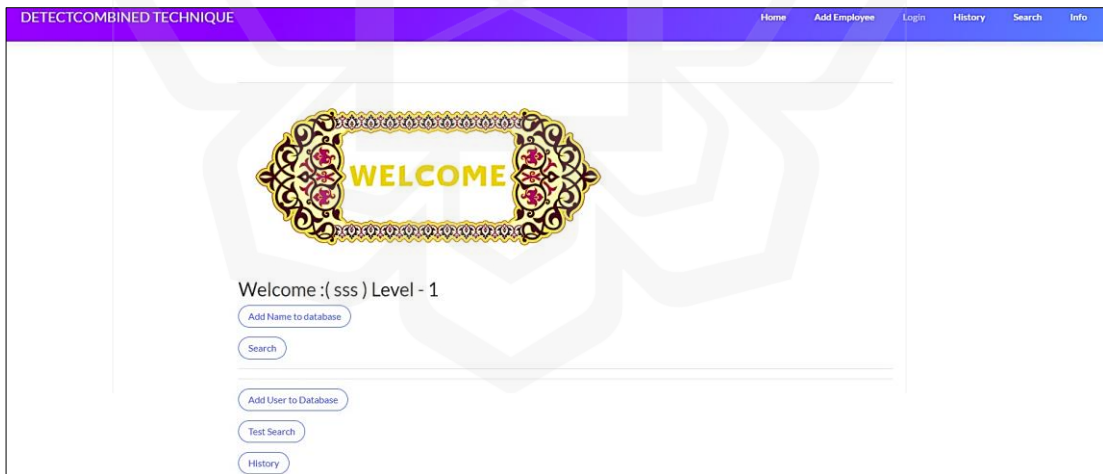 DETECTCOMBINED TECHNIQUE Home Add Employee Login History Search Info
WELCOME
Welcome :( sss ) Level - 1
Add Name to database
Search
Add User to Database
Test Search
History